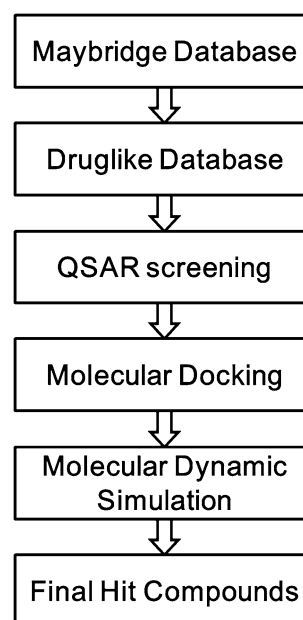 Maybridge Database
Druglike Database
QSAR screening
Molecular Docking
Molecular Dynamic
Simulation
Final Hit Compounds